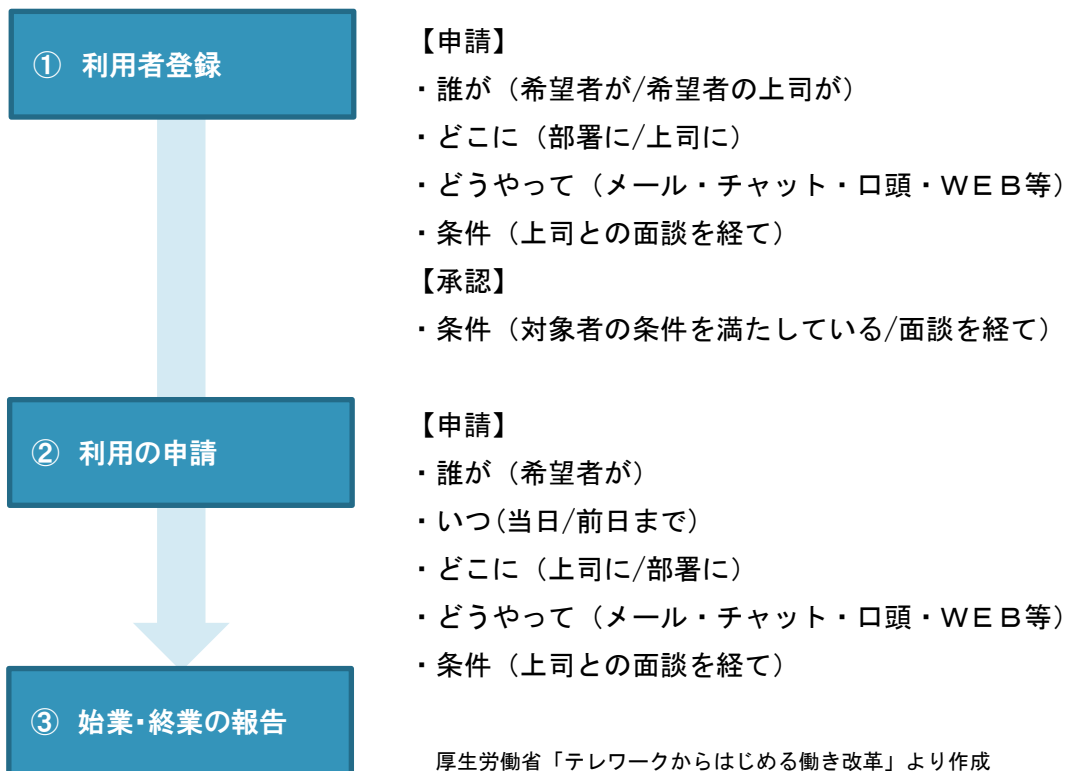 ① 利用者登録
【申請】
・誰が（希望者が/希望者の上司が）
・どこに（部署に/上司に）
・どうやって（メール・チャット・口頭・ＷＥＢ等）
・条件（上司との面談を経て）
【承認】
・条件（対象者の条件を満たしている/面談を経て）
② 利用の申請
【申請】
・誰が（希望者が）
・いつ(当日/前日まで)
・どこに（上司に/部署に）
・どうやって（メール・チャット・口頭・ＷＥＢ等）
・条件（上司との面談を経て）
③ 始業・終業の報告
厚生労働省「テレワークからはじめる働き改革」より作成